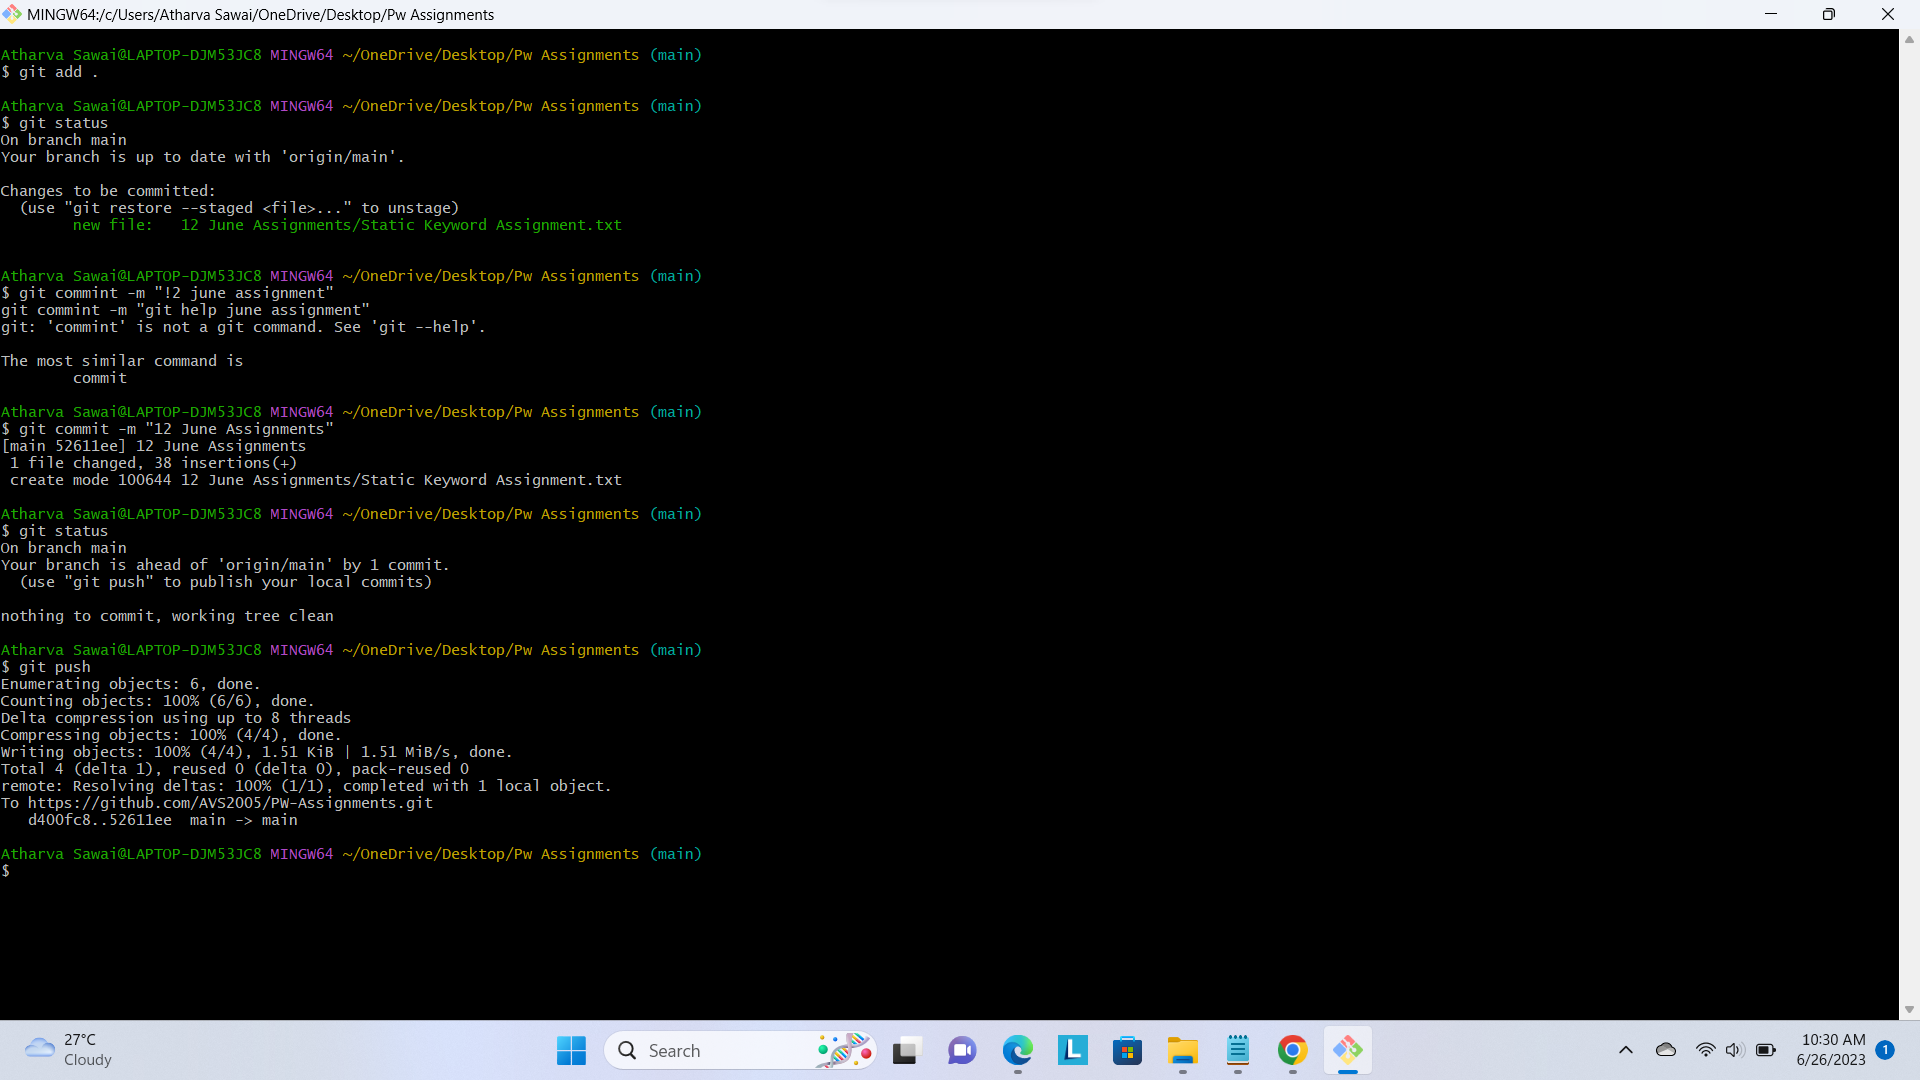 MINGW64:/c/Users/Atharva Sawai/OneDrive/Desktop/Pw Assignments
Atharva Sawai@LAPTOP-DJM53JC8 MINGW64 ~/OneDrive/Desktop/Pw Assignments (main)
$ git add .
Atharva Sawai@LAPTOP-DJM53JC8 MINGW64 ~/OneDrive/Desktop/Pw Assignments (main)
$ git status
On branch main
Your branch is up to date with 'origin/main'.
Changes to be committed:
  (use "git restore --staged <file>..." to unstage)
        new file:   12 June Assignments/Static Keyword Assignment.txt
Atharva Sawai@LAPTOP-DJM53JC8 MINGW64 ~/OneDrive/Desktop/Pw Assignments (main)
$ git commint -m "!2 june assignment"
git commint -m "git help june assignment"
git: 'commint' is not a git command. See 'git --help'.
The most similar command is
        commit
Atharva Sawai@LAPTOP-DJM53JC8 MINGW64 ~/OneDrive/Desktop/Pw Assignments (main)
$ git commit -m "12 June Assignments"
[main 52611ee] 12 June Assignments
 1 file changed, 38 insertions(+)
 create mode 100644 12 June Assignments/Static Keyword Assignment.txt
Atharva Sawai@LAPTOP-DJM53JC8 MINGW64 ~/OneDrive/Desktop/Pw Assignments (main)
$ git status
On branch main
Your branch is ahead of 'origin/main' by 1 commit.
  (use "git push" to publish your local commits)
nothing to commit, working tree clean
Atharva Sawai@LAPTOP-DJM53JC8 MINGW64 ~/OneDrive/Desktop/Pw Assignments (main)
$ git push
Enumerating objects: 6, done.
Counting objects: 100% (6/6), done.
Delta compression using up to 8 threads
Compressing objects: 100% (4/4), done.
Writing objects: 100% (4/4), 1.51 KiB | 1.51 MiB/s, done.
Total 4 (delta 1), reused 0 (delta 0), pack-reused 0
remote: Resolving deltas: 100% (1/1), completed with 1 local object.
To https://github.com/AVS2005/PW-Assignments.git
   d400fc8..52611ee  main -> main
Atharva Sawai@LAPTOP-DJM53JC8 MINGW64 ~/OneDrive/Desktop/Pw Assignments (main)
$
27°C
Cloudy
Search
L
10:30 AM
6/26/2023
1